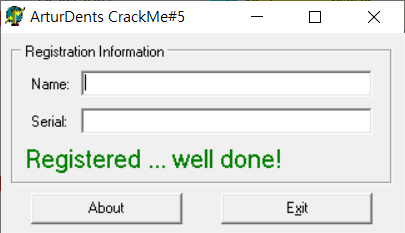 ArturDents CrackMe#5
Registration Information
Name:
Serial:
Registered ... well done!
About Exit